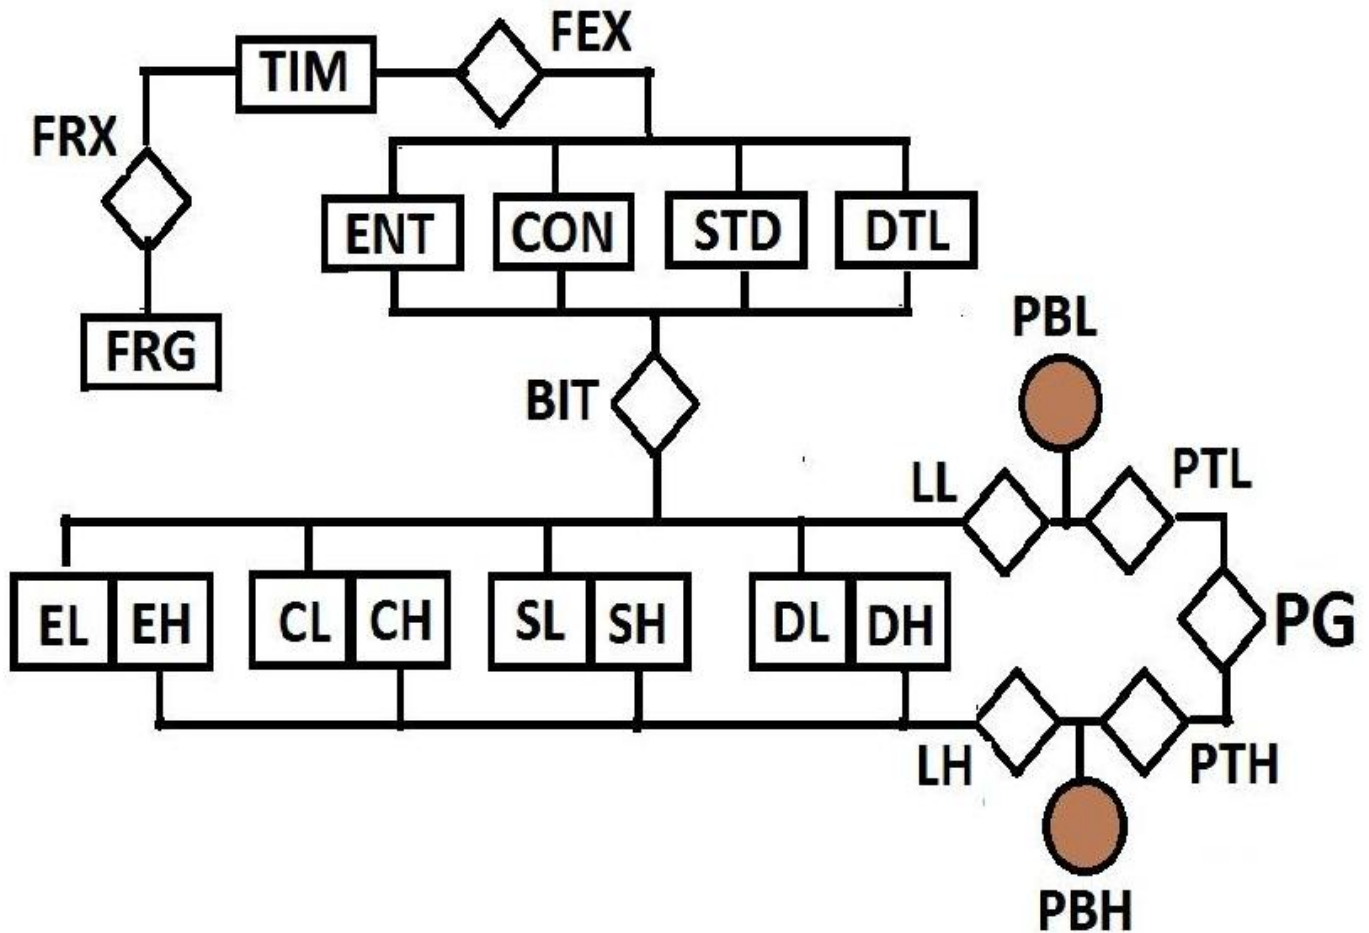 FEX
TIM
FRX
ENT CON STD DTL
FRG
PBL
BIT
LL
PTL
EL EH CL CH SL SH DL DH
PG
LH
PTH
PBH